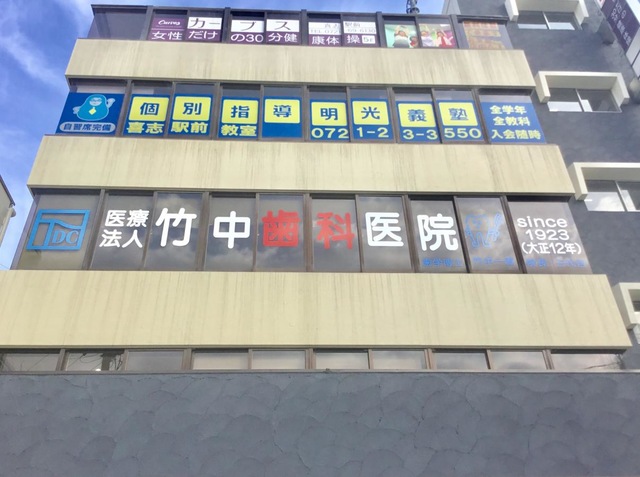 Curves カーブス
女性だけの30分健康体操
個別指導 明光義塾
自習席完備
喜志駅前教室 0721-23-3550
全学年
全教科
入会随時
TDC
医療法人 竹中歯科医院
since
1923
(大正12年)